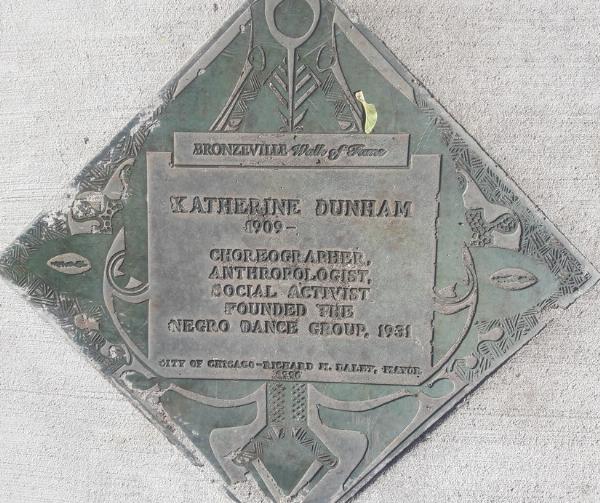 BRONZEVILLE Walk of Fame
KATHERINE DUNHAM
1909 -
CHOREOGRAPHER,
ANTHROPOLOGIST,
SOCIAL ACTIVIST
FOUNDED THE
NEGRO DANCE GROUP, 1931
CITY OF CHICAGO - RICHARD M. DALEY, MAYOR